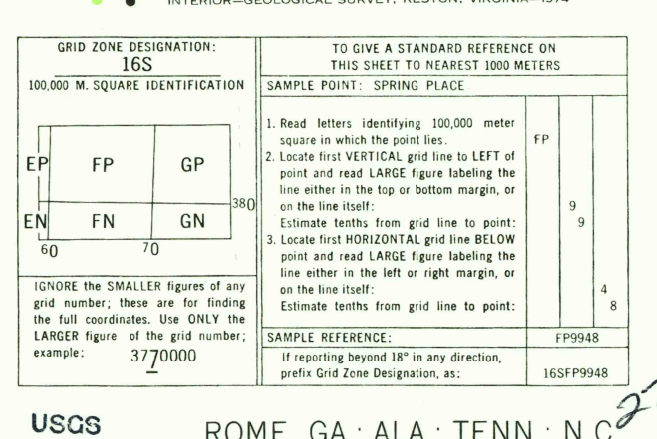 INTERIOR—GEOLOGICAL SURVEY, RESTON, VIRGINIA—1974
GRID ZONE DESIGNATION:
16S
100,000 M. SQUARE IDENTIFICATION
EP FP GP
380
EN FN GN
60 70
IGNORE the SMALLER figures of any
grid number; these are for finding
the full coordinates. Use ONLY the
LARGER figure of the grid number;
example: 3770000
TO GIVE A STANDARD REFERENCE ON
THIS SHEET TO NEAREST 1000 METERS
SAMPLE POINT: SPRING PLACE
1. Read letters identifying 100,000 meter
square in which the point lies. FP
2. Locate first VERTICAL grid line to LEFT of
point and read LARGE figure labeling the
line either in the top or bottom margin, or
on the line itself: 9
Estimate tenths from grid line to point: 9
3. Locate first HORIZONTAL grid line BELOW
point and read LARGE figure labeling the
line either in the left or right margin, or
on the line itself: 4
Estimate tenths from grid line to point: 8
SAMPLE REFERENCE: FP9948
If reporting beyond 18° in any direction,
prefix Grid Zone Designation, as: 16SFP9948
USGS
ROME, GA.; ALA.; TENN.; N.C.